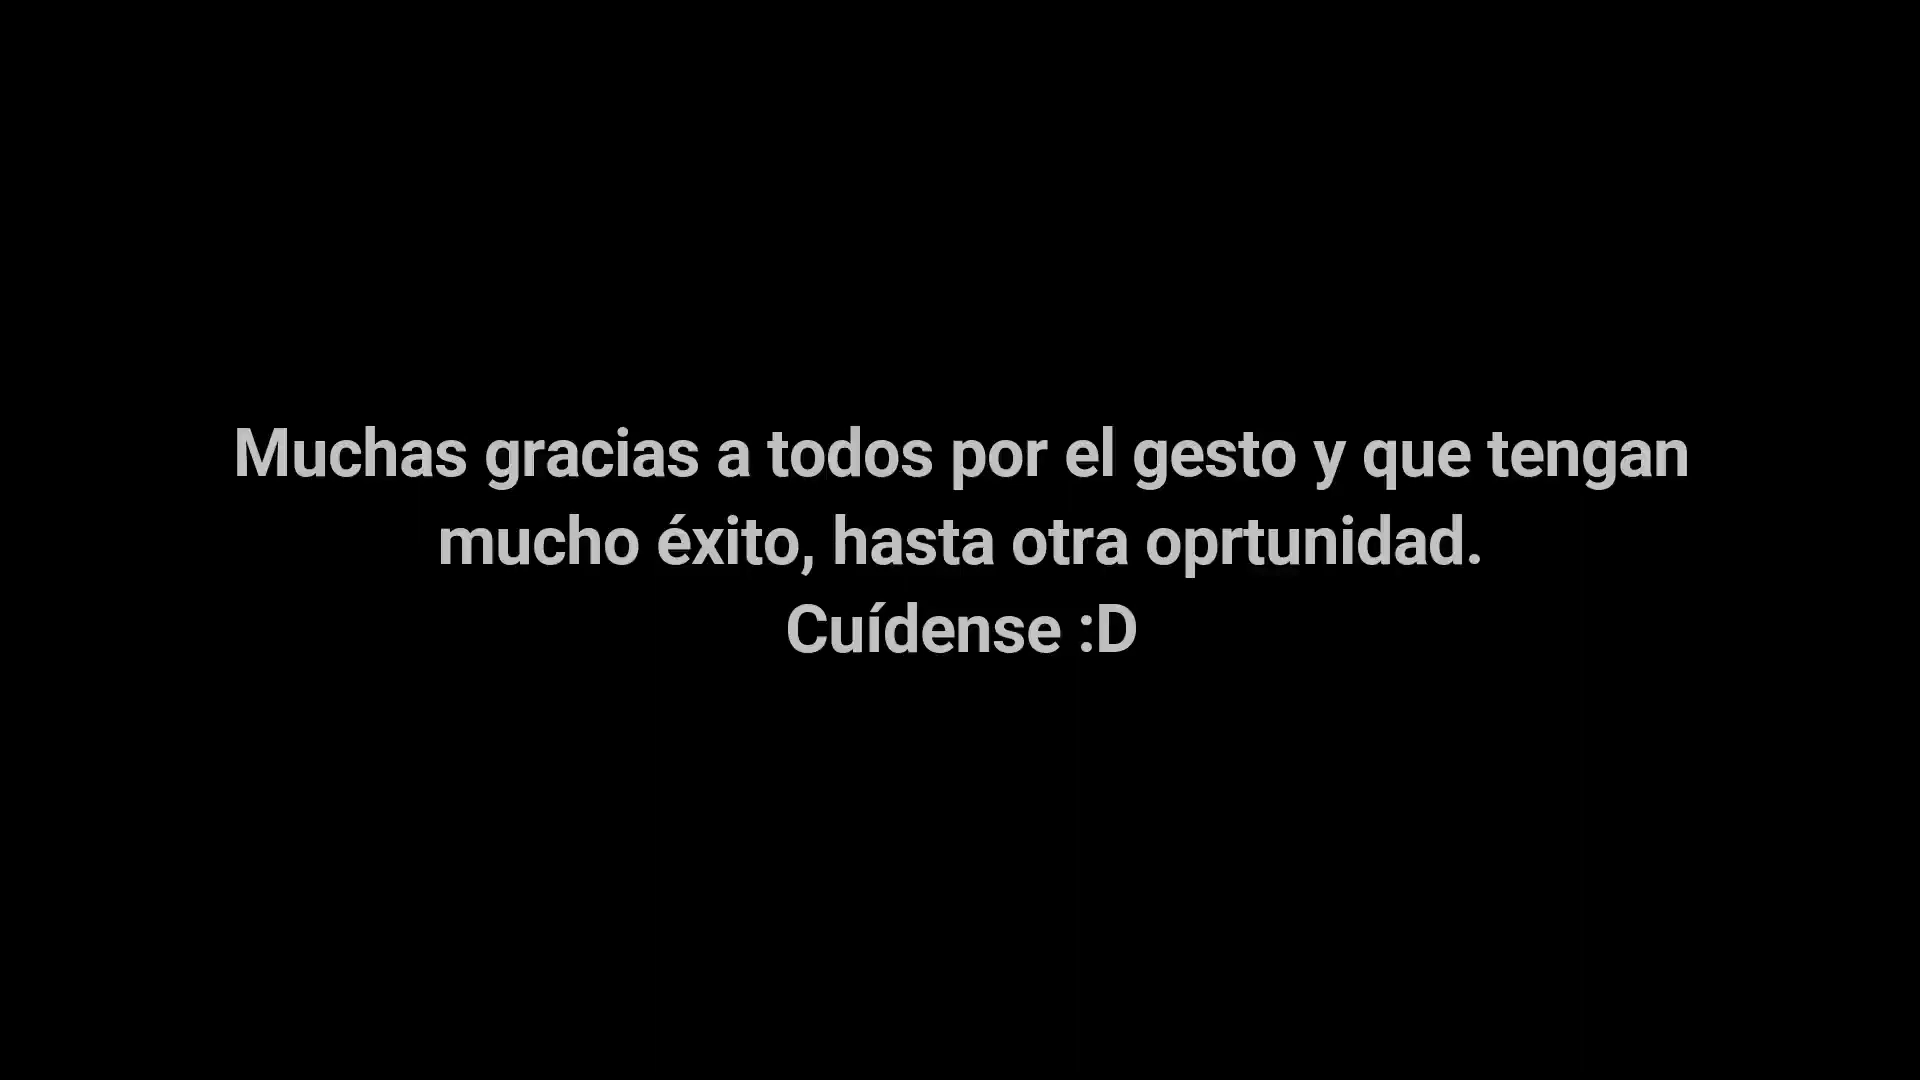 Muchas gracias a todos por el gesto y que tengan
mucho éxito, hasta otra oprtunidad.
Cuídense :D